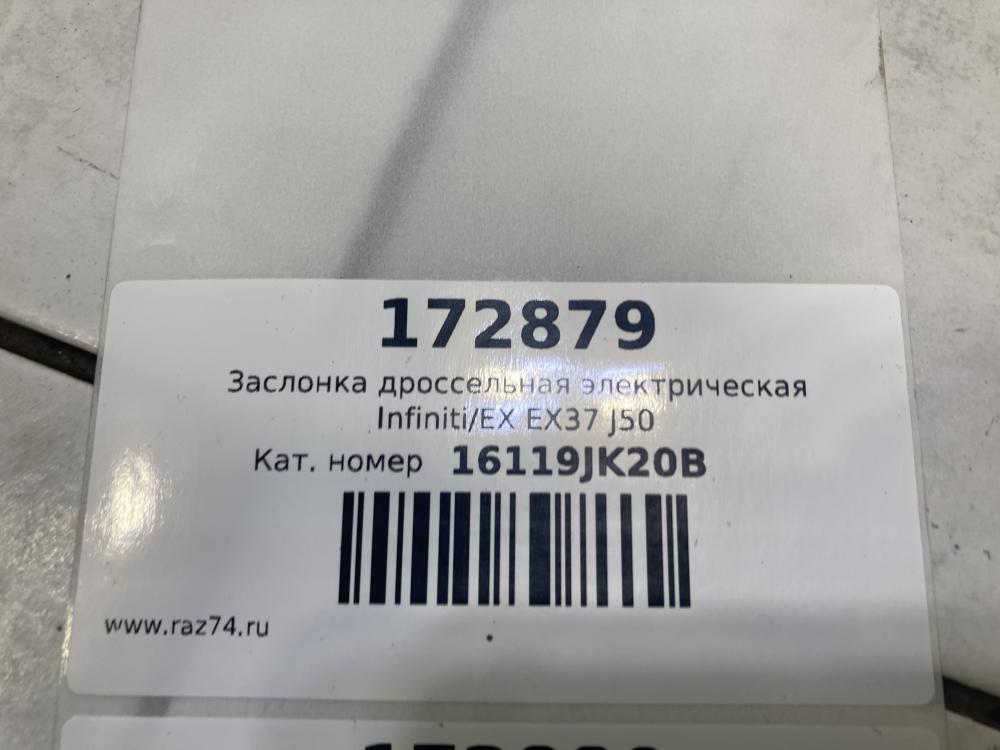 172879
Заслонка дроссельная электрическая
Infiniti/EX EX37 J50
Кат. номер 16119JK20B
www.raz74.ru